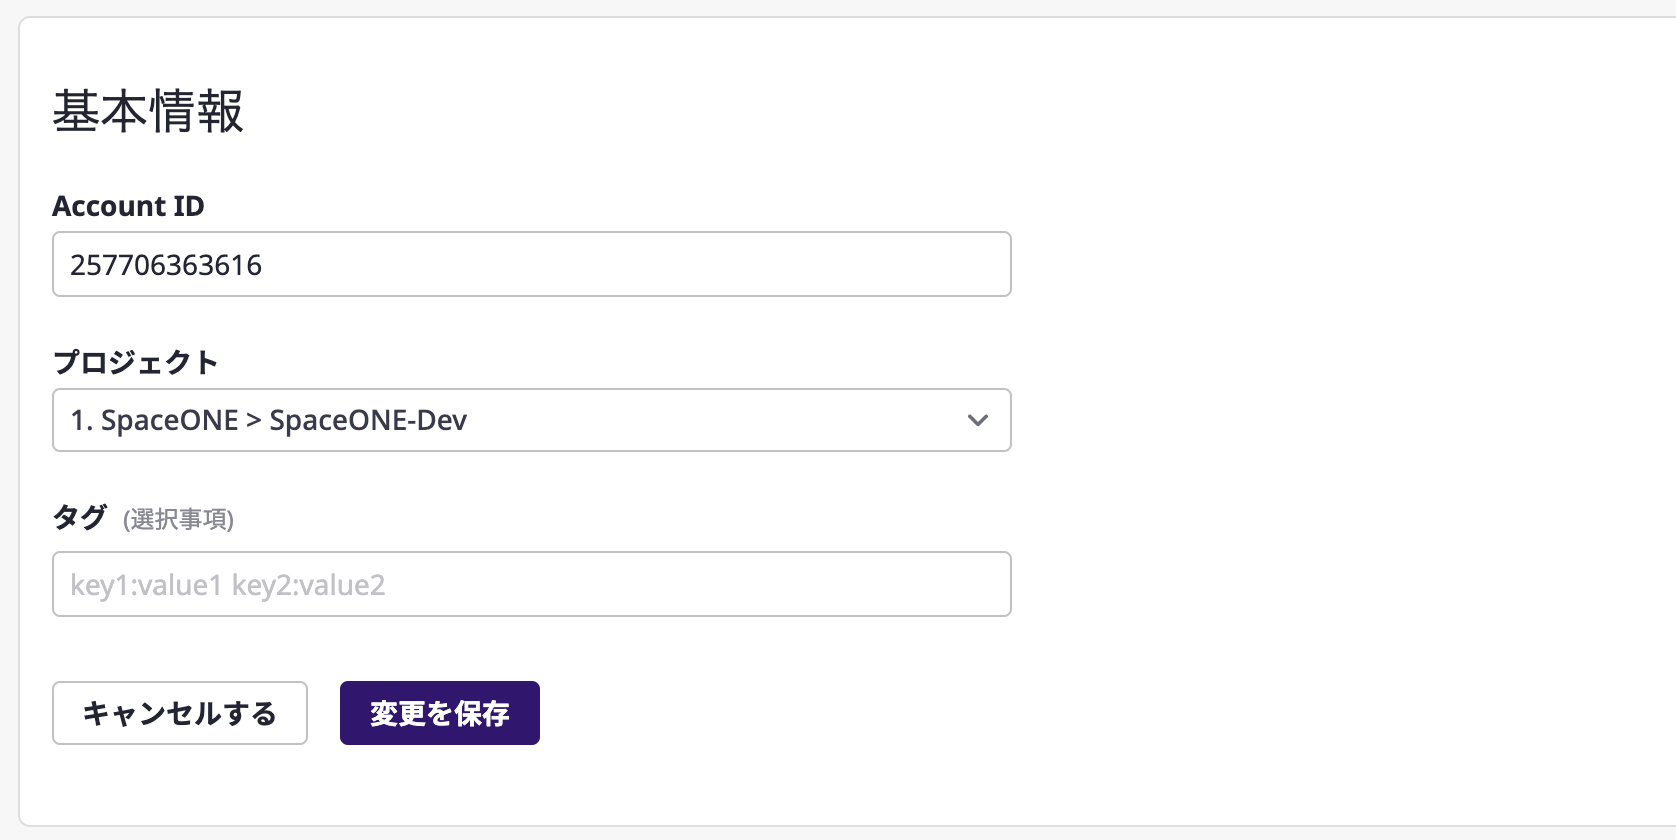 基本情報
Account ID
257706363616
プロジェクト
1. SpaceONE > SpaceONE-Dev
タグ (選択事項)
key1:value1 key2:value2
キャンセルする 変更を保存